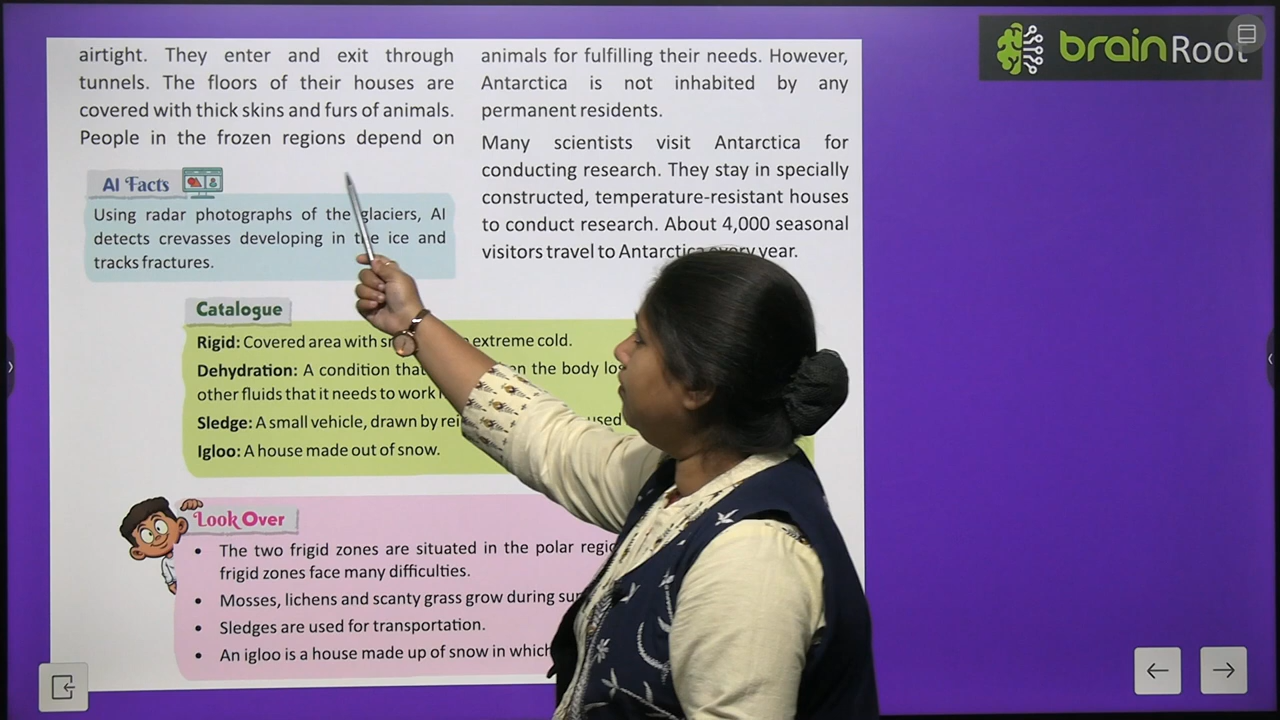 airtight. They enter and exit through
tunnels. The floors of their houses are
covered with thick skins and furs of animals.
People in the frozen regions depend on
AI Facts
Using radar photographs of the glaciers, AI
detects crevasses developing in the ice and
tracks fractures.
animals for fulfilling their needs. However,
Antarctica is not inhabited by any
permanent residents.
Many scientists visit Antarctica for
conducting research. They stay in specially
constructed, temperature-resistant houses
to conduct research. About 4,000 seasonal
visitors travel to Antarctica every year.
Catalogue
Rigid: Covered area with extreme cold.
Dehydration: A condition that the body
other fluids that it needs to work
Sledge: A small vehicle, drawn by used
Igloo: A house made out of snow.
Look Over
• The two frigid zones are situated in the polar
frigid zones face many difficulties.
• Mosses, lichens and scanty grass grow during
• Sledges are used for transportation.
• An igloo is a house made up of snow in which
brainRoot